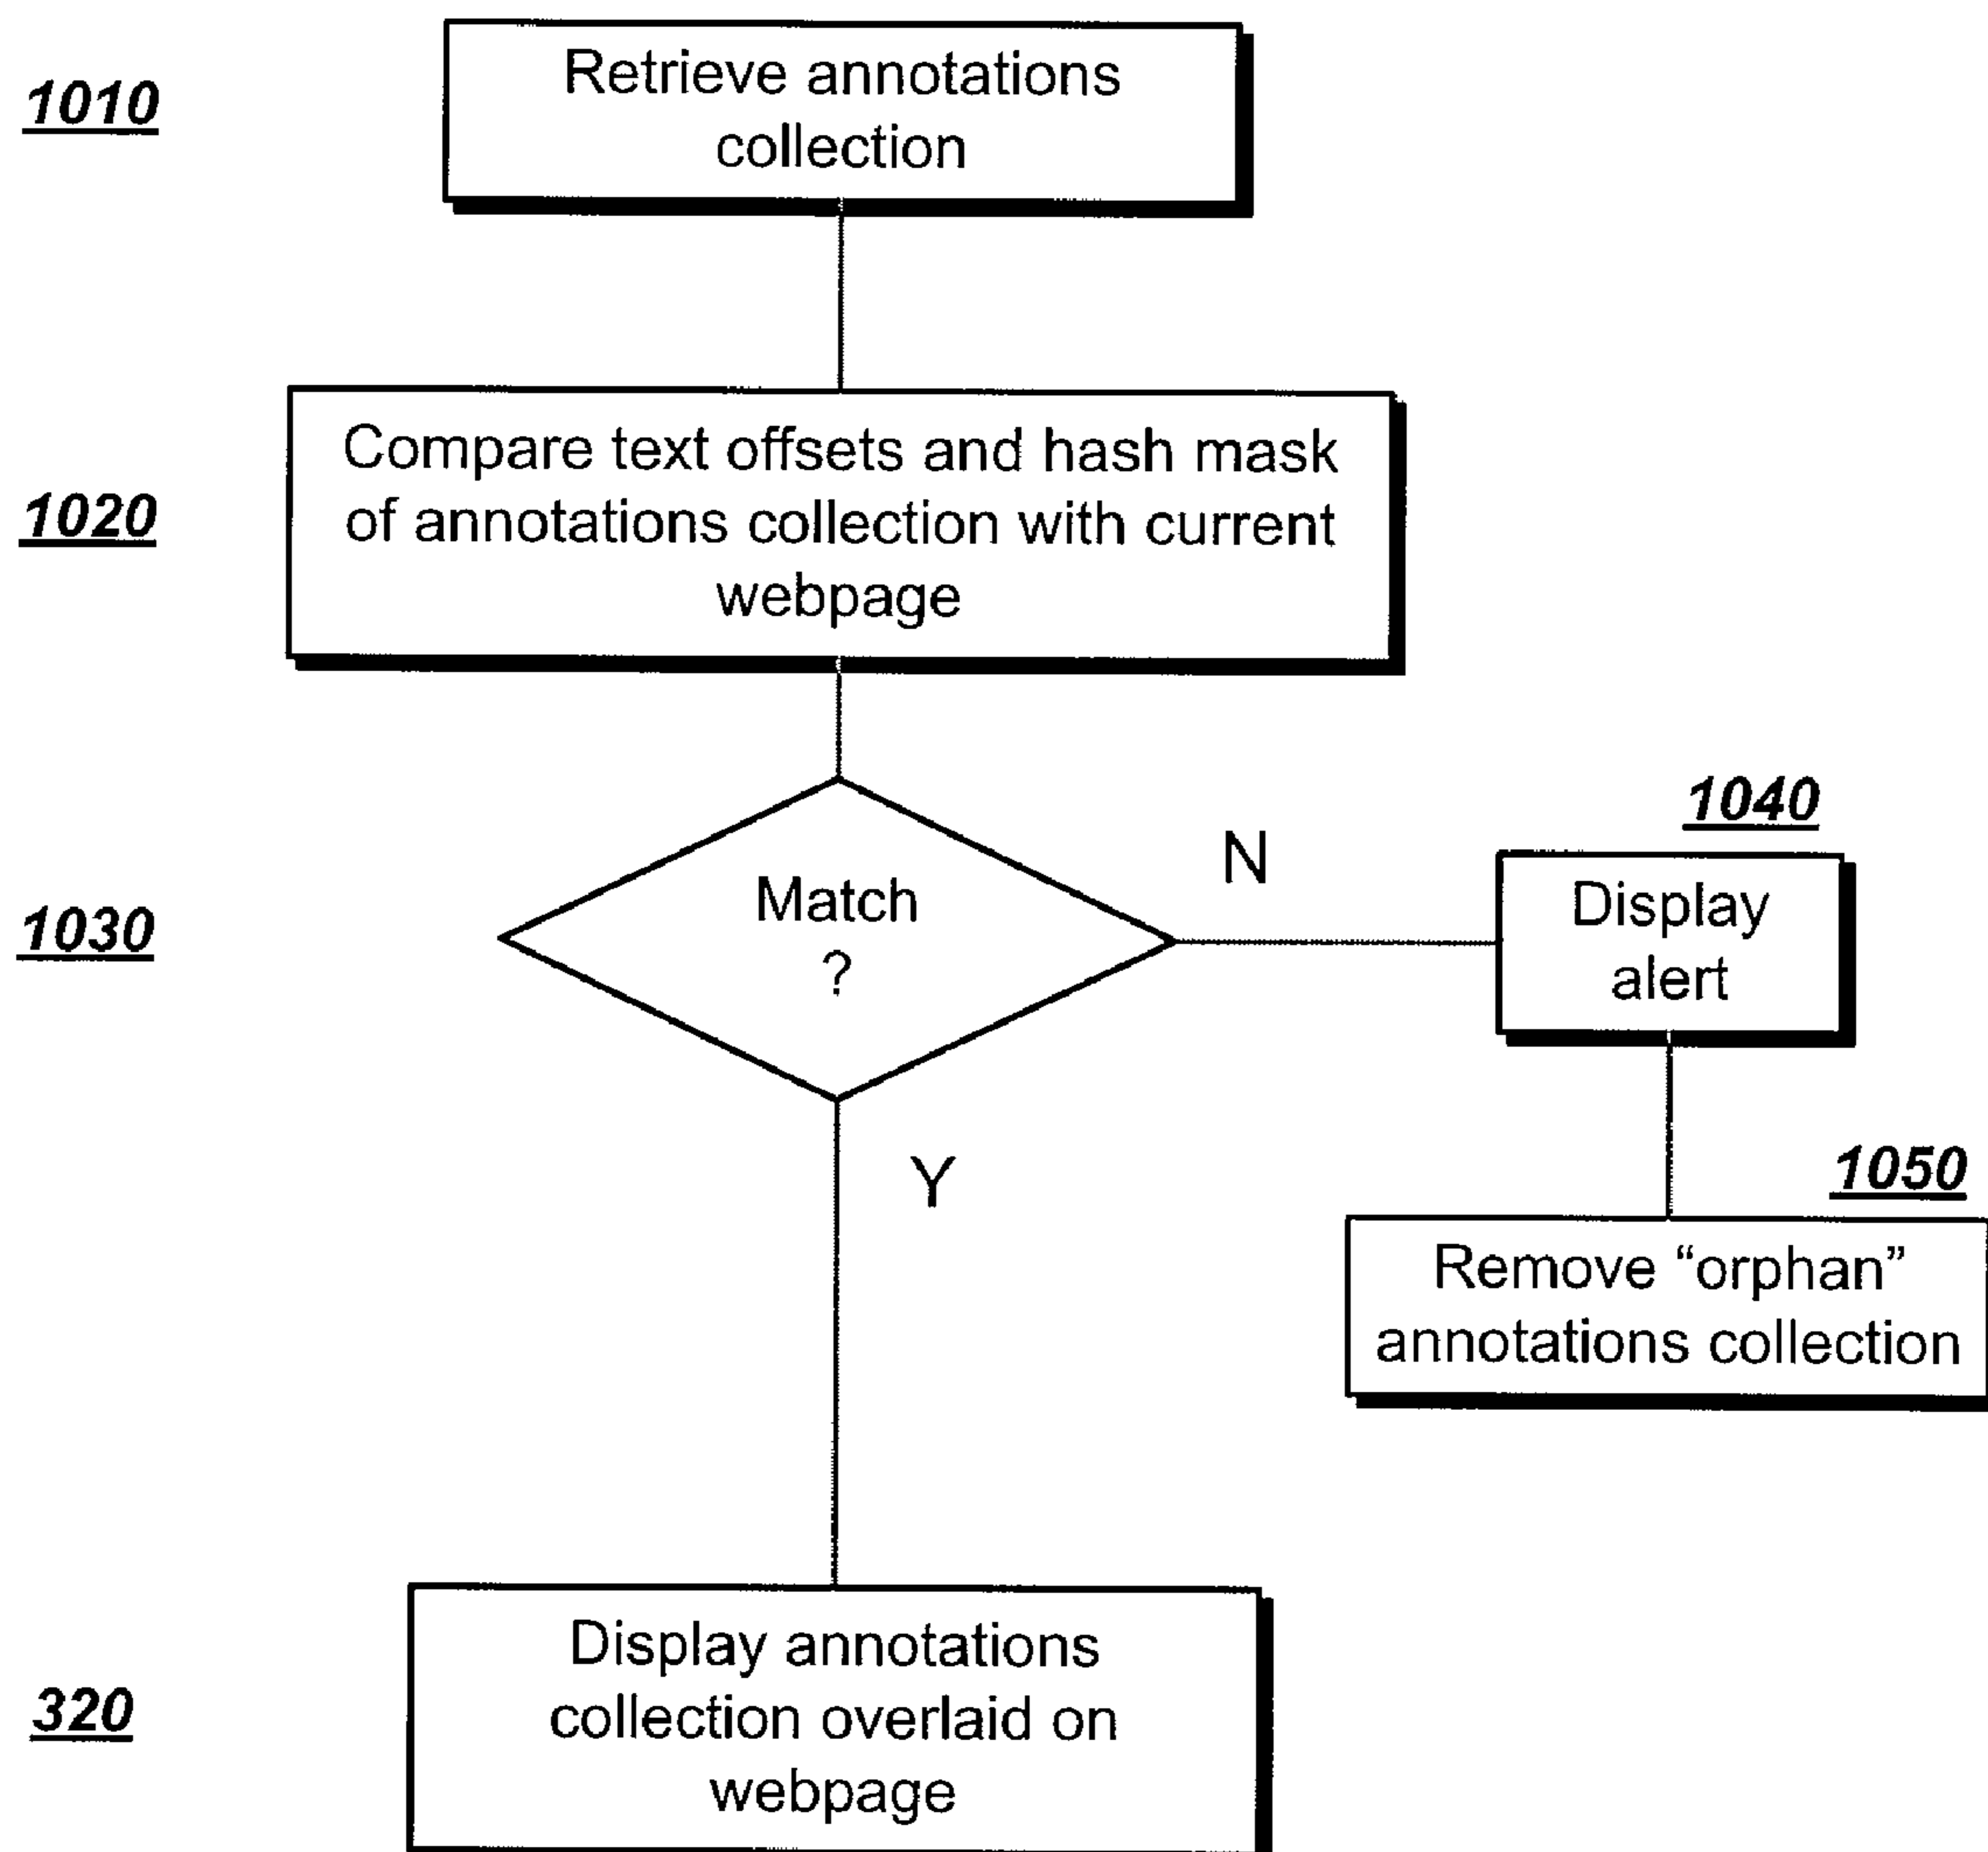 1010
Retrieve annotations
collection
1020
Compare text offsets and hash mask
of annotations collection with current
webpage
1030
Match
?
N
1040
Display
alert
Y
1050
Remove “orphan”
annotations collection
320
Display annotations
collection overlaid on
webpage